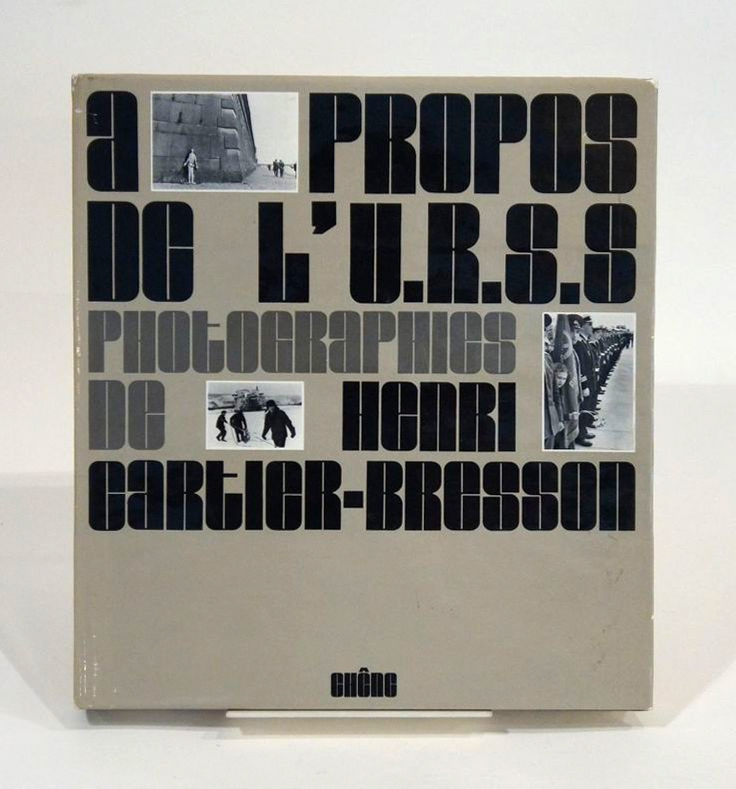 A PROPOS
DE L'U.R.S.S
PHOTOGRAPHIES
DE HENRI
CARTIER-BRESSON
CHÊNE